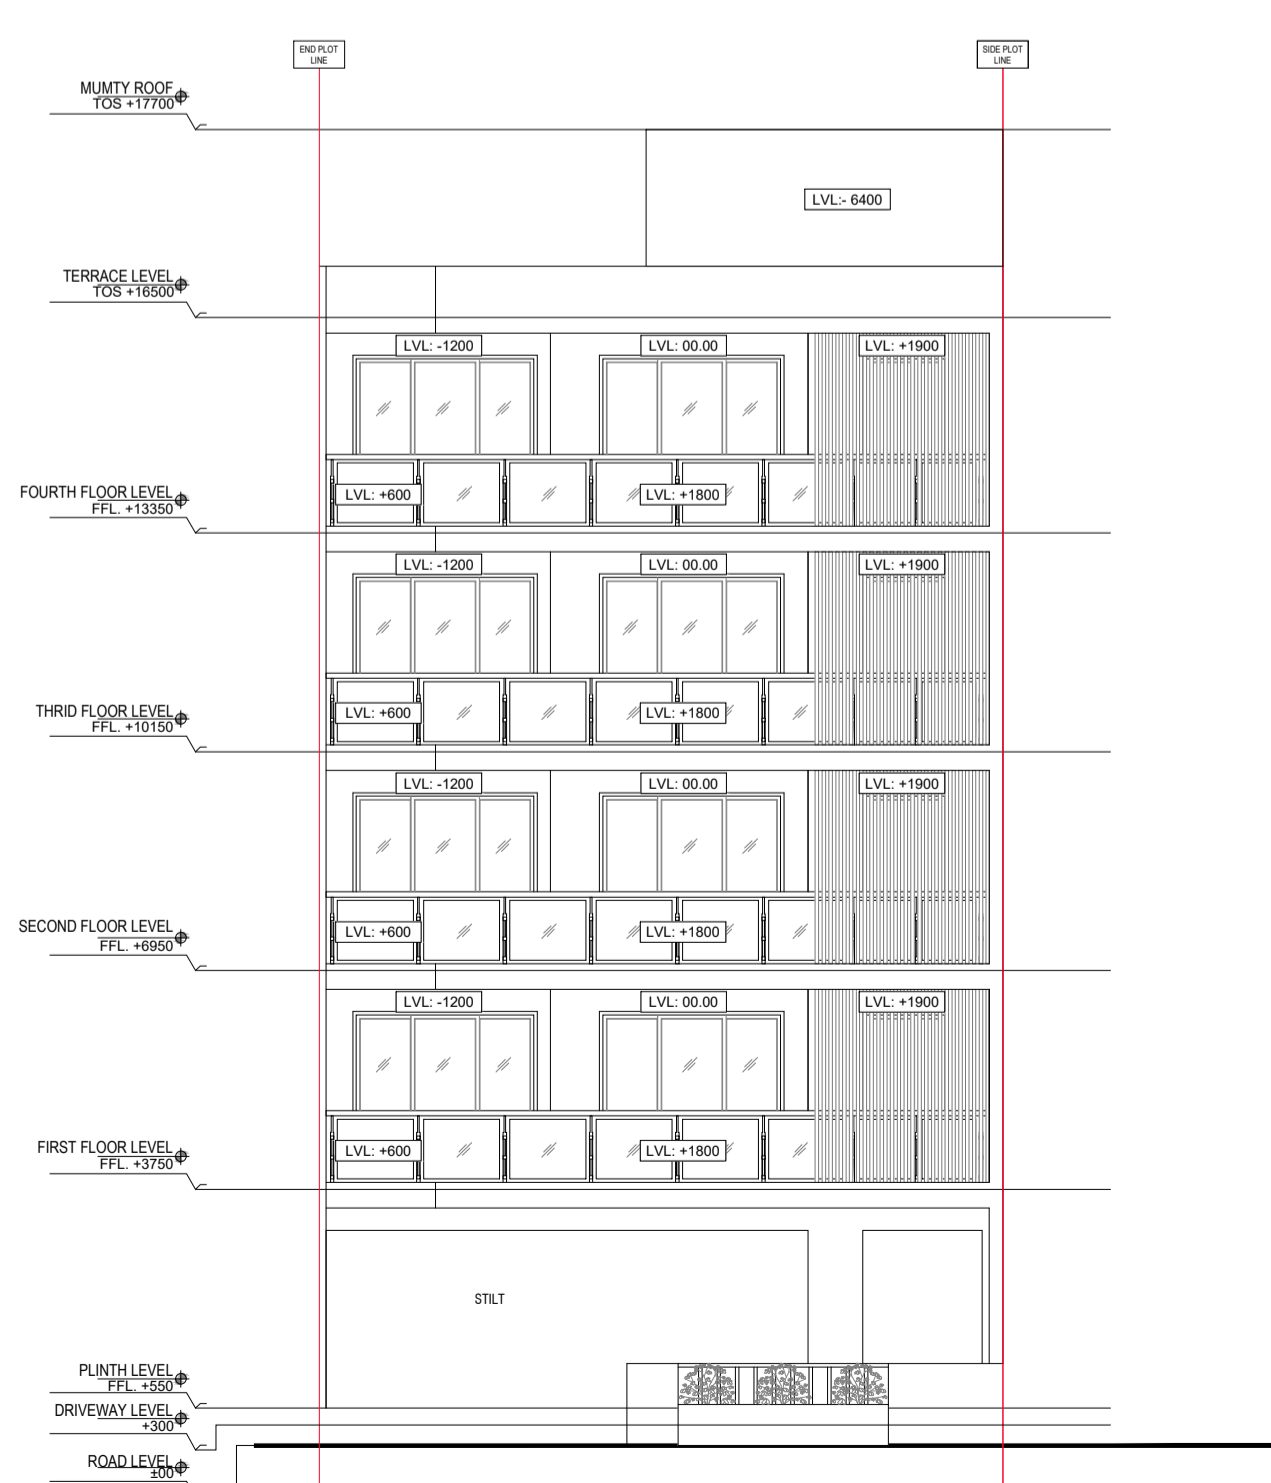 END PLOT
LINE
SIDE PLOT
LINE
MUMTY ROOF
TOS +17700
LVL:- 6400
TERRACE LEVEL
TOS +16500
LVL: -1200
LVL: 00.00
LVL: +1900
FOURTH FLOOR LEVEL
FFL. +13350
LVL: +600
LVL: +1800
LVL: -1200
LVL: 00.00
LVL: +1900
THRID FLOOR LEVEL
FFL. +10150
LVL: +600
LVL: +1800
LVL: -1200
LVL: 00.00
LVL: +1900
SECOND FLOOR LEVEL
FFL. +6950
LVL: +600
LVL: +1800
LVL: -1200
LVL: 00.00
LVL: +1900
FIRST FLOOR LEVEL
FFL. +3750
LVL: +600
LVL: +1800
STILT
PLINTH LEVEL
FFL. +550
DRIVEWAY LEVEL
+300
ROAD LEVEL
±00